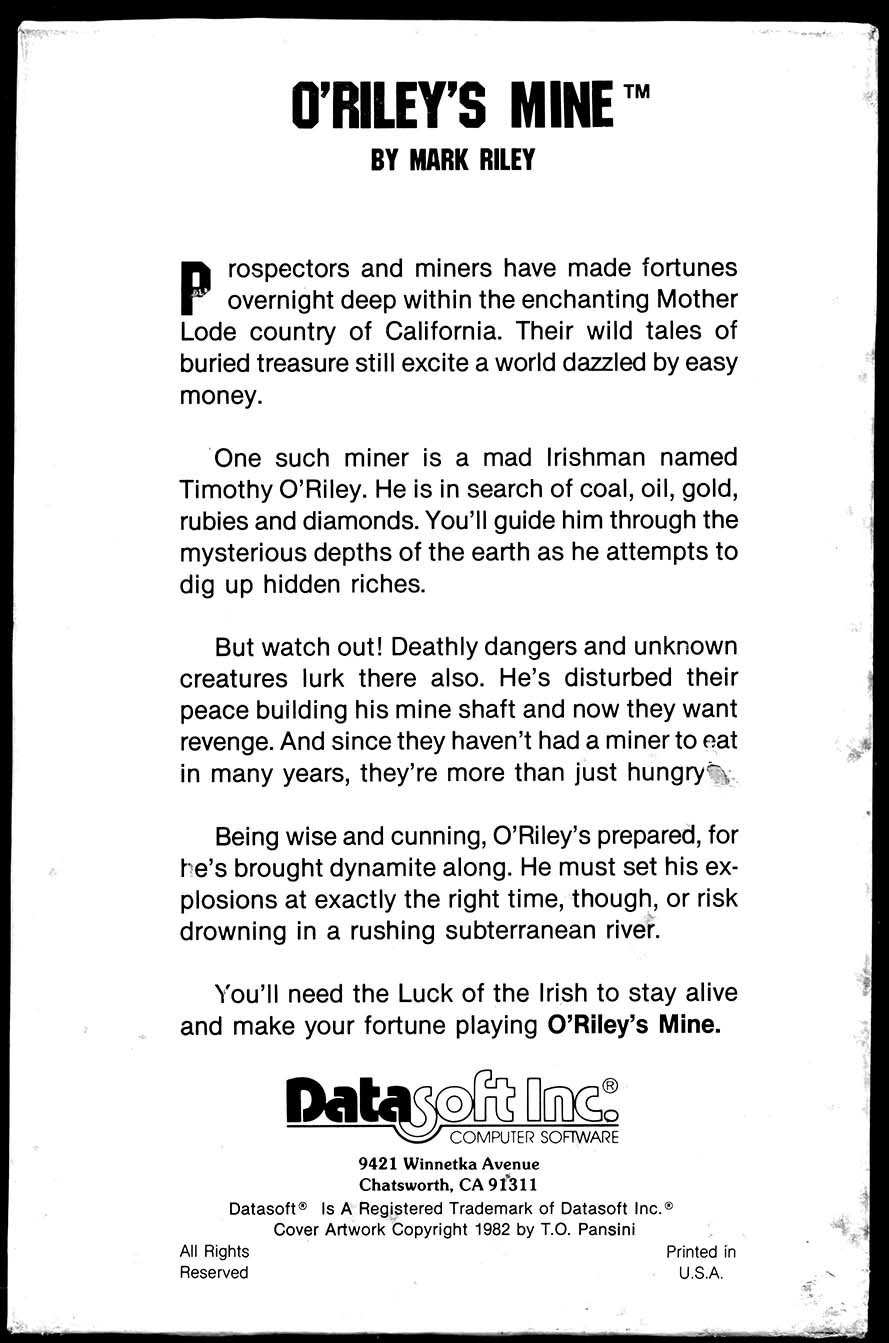 O'RILEY'S MINE™
BY MARK RILEY
Prospectors and miners have made fortunes
overnight deep within the enchanting Mother
Lode country of California. Their wild tales of
buried treasure still excite a world dazzled by easy
money.
One such miner is a mad Irishman named
Timothy O'Riley. He is in search of coal, oil, gold,
rubies and diamonds. You'll guide him through the
mysterious depths of the earth as he attempts to
dig up hidden riches.
But watch out! Deathly dangers and unknown
creatures lurk there also. He's disturbed their
peace building his mine shaft and now they want
revenge. And since they haven't had a miner to eat
in many years, they're more than just hungry
Being wise and cunning, O'Riley's prepared, for
he's brought dynamite along. He must set his ex-
plosions at exactly the right time, though, or risk
drowning in a rushing subterranean river.
You'll need the Luck of the Irish to stay alive
and make your fortune playing O'Riley's Mine.
Datasoft Inc.®
COMPUTER SOFTWARE
9421 Winnetka Avenue
Chatsworth, CA 91311
Datasoft® Is A Registered Trademark of Datasoft Inc.®
Cover Artwork Copyright 1982 by T.O. Pansini
All Rights
Reserved
Printed in
U.S.A.